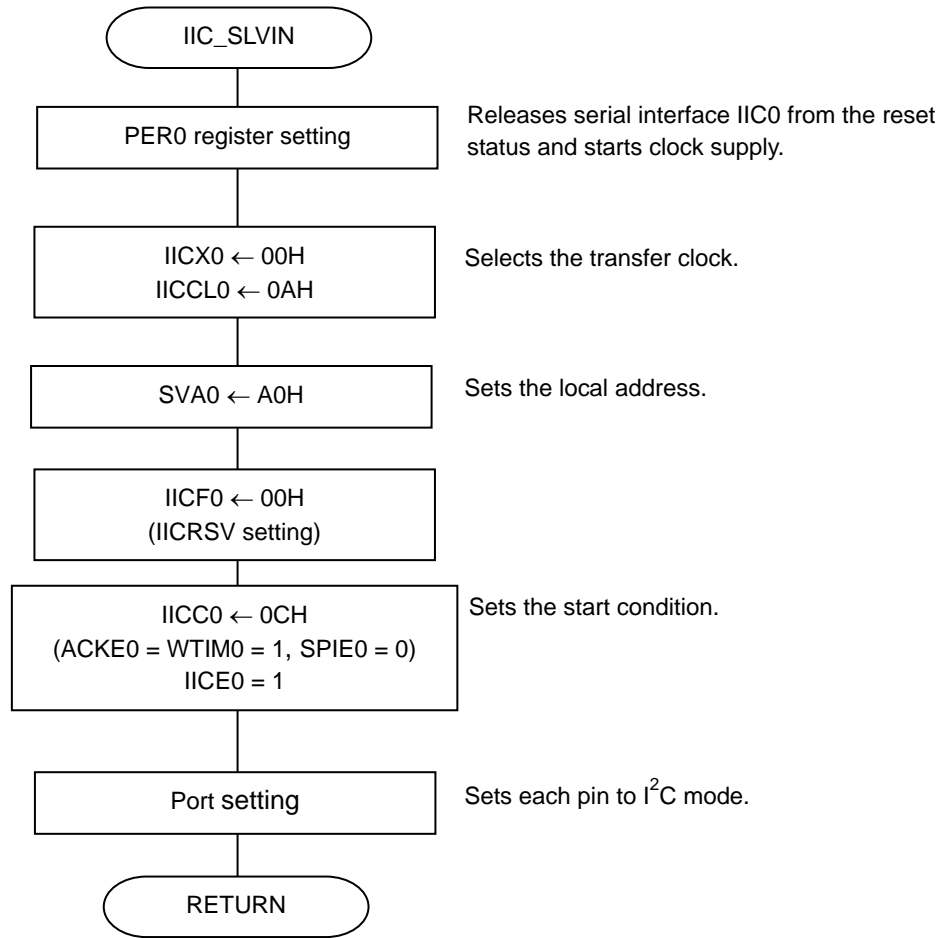 IIC_SLVIN
PER0 register setting
Releases serial interface IIC0 from the reset
status and starts clock supply.
IICX0 ← 00H
IICCL0 ← 0AH
Selects the transfer clock.
SVA0 ← A0H
Sets the local address.
IICF0 ← 00H
(IICRSV setting)
IICC0 ← 0CH
(ACKE0 = WTIM0 = 1, SPIE0 = 0)
IICE0 = 1
Sets the start condition.
Port setting
Sets each pin to I²C mode.
RETURN